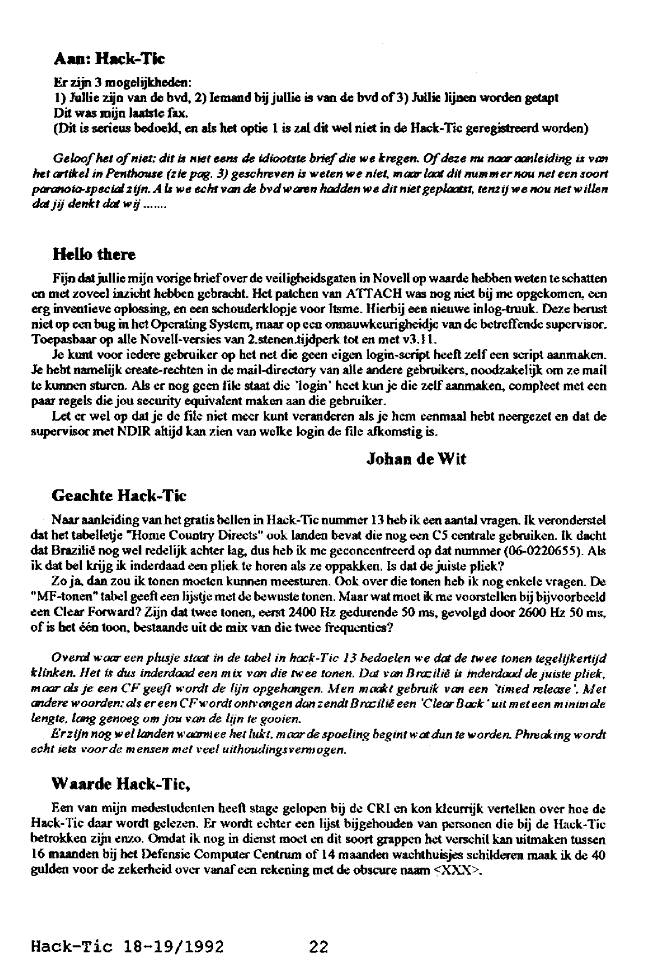 Aan: Hack-Tic
Er zijn 3 mogelijkheden:
1) Jullie zijn van de bvd, 2) Iemand bij jullie is van de bvd of 3) Jullie lijnen worden getapt
Dit was mijn laatste fax.
(Dit is serieus bedoeld, en als het optie 1 is zal dit wel niet in de Hack-Tic geregistreerd worden)
Geloof het of niet: dit is niet eens de idiootste brief die we kregen. Of deze nu naar aanleiding is van
het artikel in Penthouse (zie pag. 3) geschreven is weten we niet, maar laat dit nummer nou net een soort
paranoia-special zijn. Als we echt van de bvd waren hadden we dit niet geplaatst, tenzij we nou net willen
dat jij denkt dat wij .......
Hello there
Fijn dat jullie mijn vorige brief over de veiligheidsgaten in Novell op waarde hebben weten te schatten
en met zoveel inzicht hebben gebracht. Het patchen van ATTACH was nog niet bij me opgekomen, een
erg inventieve oplossing, en een schouderklopje voor Itsme. Hierbij een nieuwe inlog-truuk. Deze berust
niet op een bug in het Operating System, maar op een onnauwkeurigheidje van de betreffende supervisor.
Toepasbaar op alle Novell-versies van 2.stenen.tijdperk tot en met v3.11.
Je kunt voor iedere gebruiker op het net die geen eigen login-script heeft zelf een script aanmaken.
Je hebt namelijk create-rechten in de mail-directory van alle andere gebruikers, noodzakelijk om ze mail
te kunnen sturen. Als er nog geen file staat die 'login' heet kun je die zelf aanmaken, compleet met een
paar regels die jou security equivalent maken aan die gebruiker.
Let er wel op dat je de file niet meer kunt veranderen als je hem eenmaal hebt neergezet en dat de
supervisor met NDIR altijd kan zien van welke login de file afkomstig is.
Johan de Wit
Geachte Hack-Tic
Naar aanleiding van het gratis bellen in Hack-Tic nummer 13 heb ik een aantal vragen. Ik veronderstel
dat het tabelletje "Home Country Directs" ook landen bevat die nog een C5 centrale gebruiken. Ik dacht
dat Brazilië nog wel redelijk achter lag, dus heb ik me geconcentreerd op dat nummer (06-0220655). Als
ik dat bel krijg ik inderdaad een pliek te horen als ze oppakken. Is dat de juiste pliek?
Zo ja, dan zou ik tonen moeten kunnen meesturen. Ook over die tonen heb ik nog enkele vragen. De
"MF-tonen" tabel geeft een lijstje met de bewuste tonen. Maar wat moet ik me voorstellen bij bijvoorbeeld
een Clear Forward? Zijn dat twee tonen, eerst 2400 Hz gedurende 50 ms, gevolgd door 2600 Hz 50 ms,
of is het één toon, bestaande uit de mix van die twee frequenties?
Overal waar een plusje staat in de tabel in hack-Tic 13 bedoelen we dat de twee tonen tegelijkertijd
klinken. Het is dus inderdaad een mix van die twee tonen. Dat van Brazilië is inderdaad de juiste pliek,
maar als je een CF geeft wordt de lijn opgehangen. Men maakt gebruik van een 'timed release'. Met
andere woorden: als er een CF wordt ontvangen dan zendt Brazilië een 'Clear Back' uit met een minimale
lengte, lang genoeg om jou van de lijn te gooien.
Er zijn nog wel landen waarmee het lukt, maar de spoeling begint wat dun te worden. Phreaking wordt
echt iets voor de mensen met veel uithoudingsvermogen.
Waarde Hack-Tic,
Een van mijn medestudenten heeft stage gelopen bij de CRI en kon kleurrijk vertellen over hoe de
Hack-Tic daar wordt gelezen. Er wordt echter een lijst bijgehouden van personen die bij de Hack-Tic
betrokken zijn enzo. Omdat ik nog in dienst moet en dit soort grappen het verschil kan uitmaken tussen
16 maanden bij het Defensie Computer Centrum of 14 maanden wachthuisjes schilderen maak ik de 40
gulden voor de zekerheid over vanaf een rekening met de obscure naam <XXX>.
Hack-Tic 18-19/1992 22